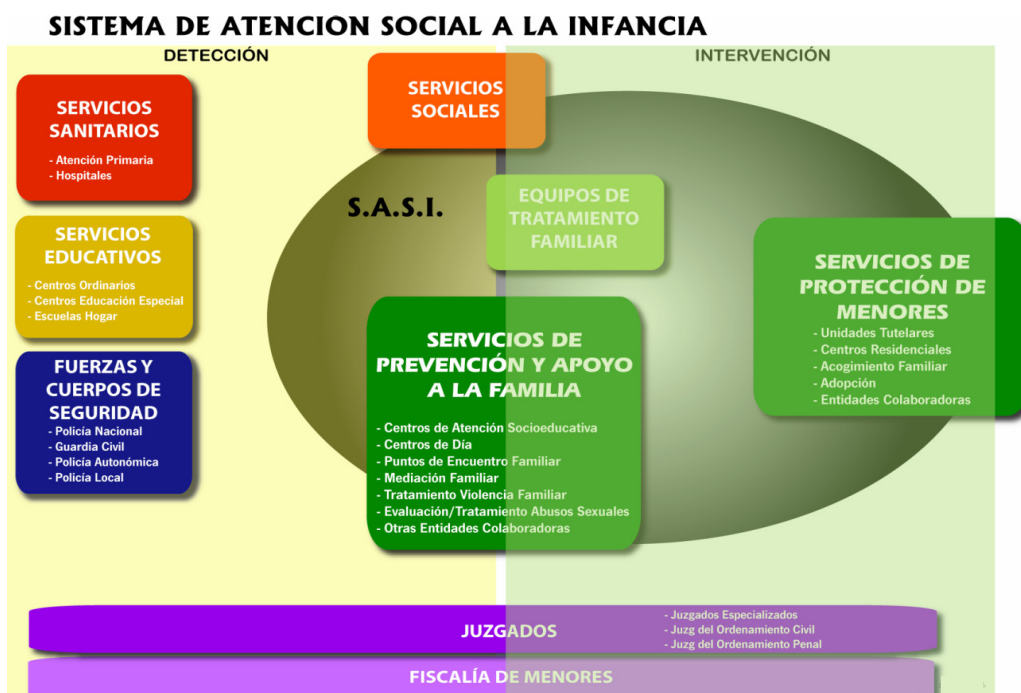 SISTEMA DE ATENCION SOCIAL A LA INFANCIA
DETECCIÓN
INTERVENCIÓN
SERVICIOS
SANITARIOS
- Atención Primaria
- Hospitales
SERVICIOS
SOCIALES
S.A.S.I.
EQUIPOS DE
TRATAMIENTO
FAMILIAR
SERVICIOS
EDUCATIVOS
- Centros Ordinarios
- Centros Educación Especial
- Escuelas Hogar
SERVICIOS DE
PROTECCIÓN DE
MENORES
- Unidades Tutelares
- Centros Residenciales
- Acogimiento Familiar
- Adopción
- Entidades Colaboradoras
FUERZAS Y
CUERPOS DE
SEGURIDAD
- Policía Nacional
- Guardia Civil
- Policía Autonómica
- Policía Local
SERVICIOS DE
PREVENCIÓN Y APOYO
A LA FAMILIA
- Centros de Atención Socioeducativa
- Centros de Día
- Puntos de Encuentro Familiar
- Mediación Familiar
- Tratamiento Violencia Familiar
- Evaluación/Tratamiento Abusos Sexuales
- Otras Entidades Colaboradoras
JUZGADOS
- Juzgados Especializados
- Juzg del Ordenamiento Civil
- Juzg del Ordenamiento Penal
FISCALÍA DE MENORES